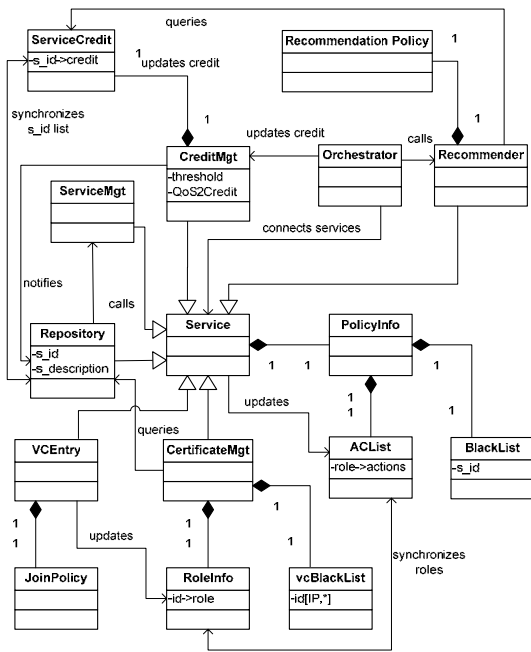 queries
ServiceCredit
-s_id->credit
1
updates credit
Recommendation Policy
1
synchronizes
s_id list
1
1
updates credit
calls
CreditMgt
-threshold
-QoS2Credit
Orchestrator
Recommender
ServiceMgt
connects services
notifies
calls
Repository
-s_id
-s_description
Service
PolicyInfo
1
1
1
1
1
1
updates
queries
VCEntry
CertificateMgt
ACList
-role->actions
BlackList
-s_id
1
1
updates
1
1
1
1
synchronizes
roles
JoinPolicy
RoleInfo
-id->role
vcBlackList
-id[IP,*]